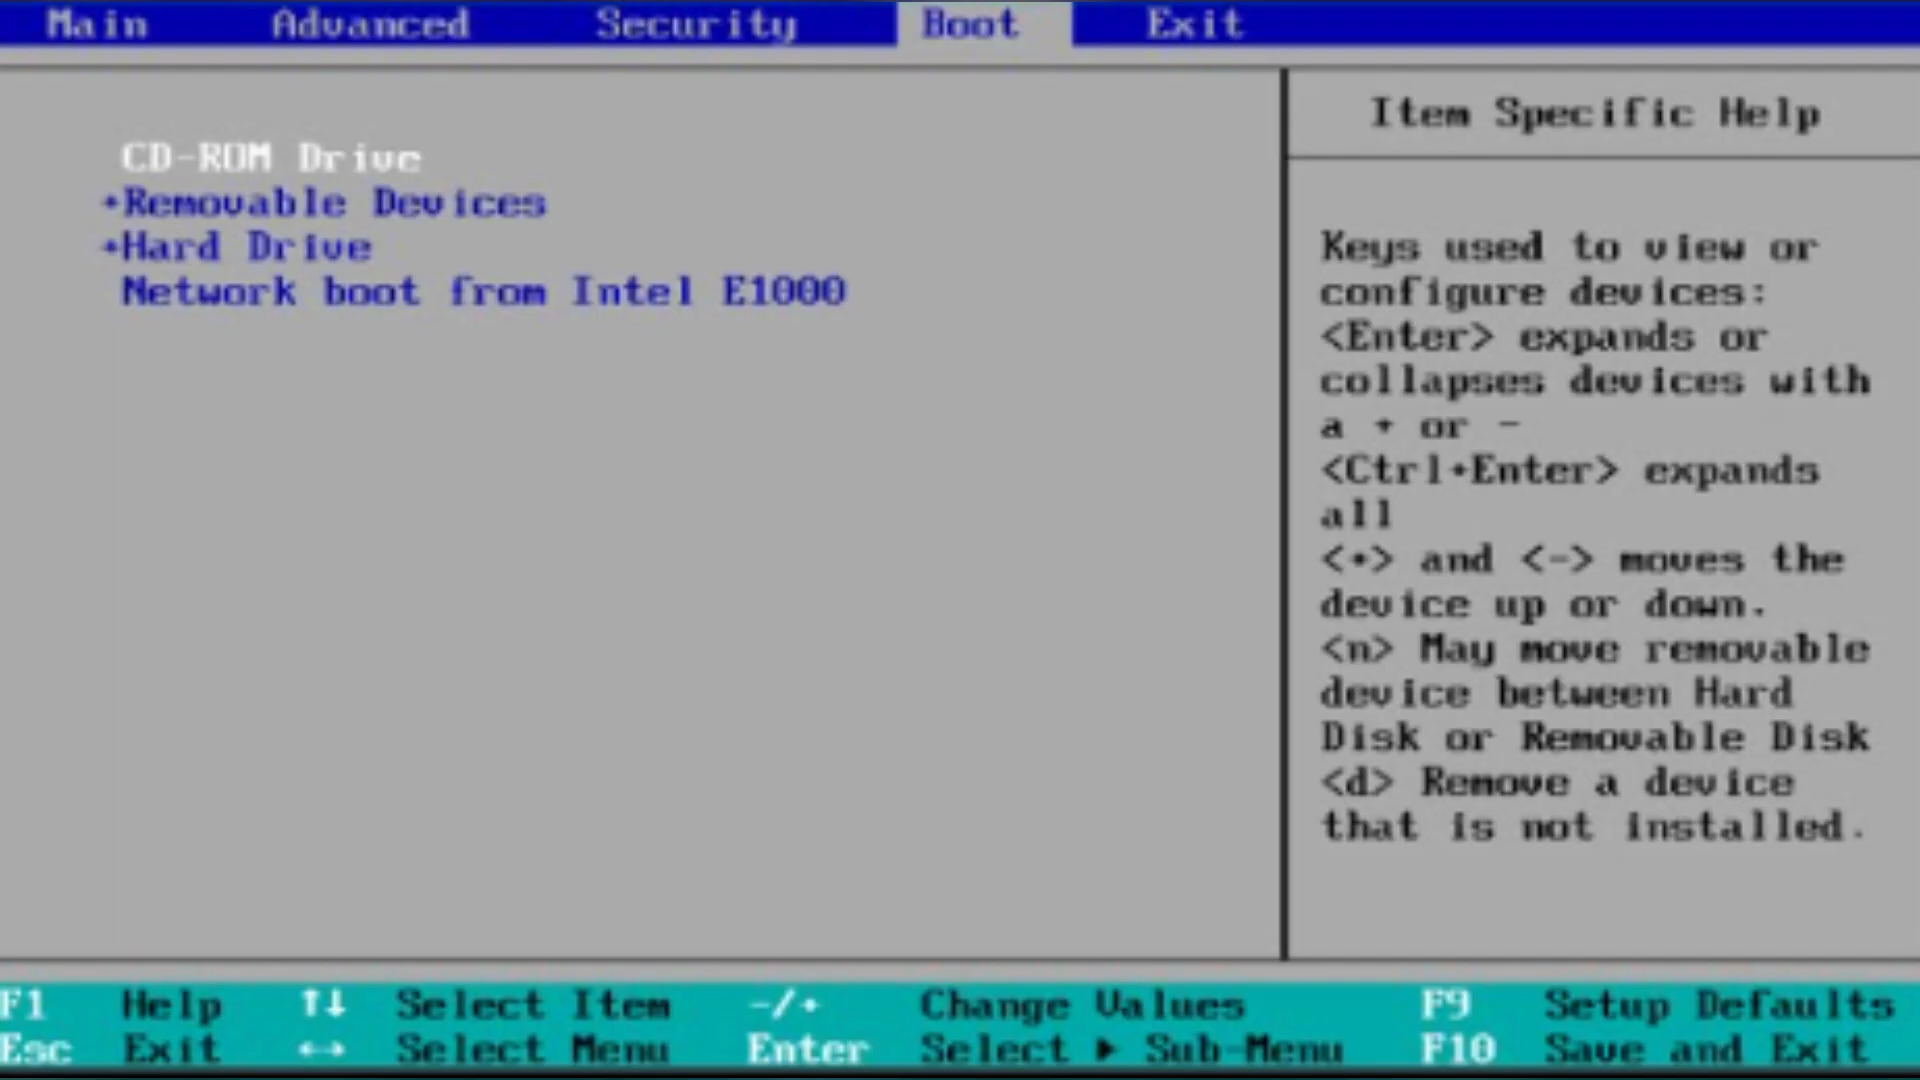 Main Advanced Security Boot Exit
Item Specific Help
CD-ROM Drive
+Removable Devices
+Hard Drive
Network boot from Intel E1000
Keys used to view or
configure devices:
<Enter> expands or
collapses devices with
a + or -
<Ctrl+Enter> expands
all
<+> and <-> moves the
device up or down.
<n> May move removable
device between Hard
Disk or Removable Disk
<d> Remove a device
that is not installed.
F1 Help ↑↓ Select Item -/+ Change Values F9 Setup Defaults
Esc Exit ↔ Select Menu Enter Select ▶ Sub-Menu F10 Save and Exit